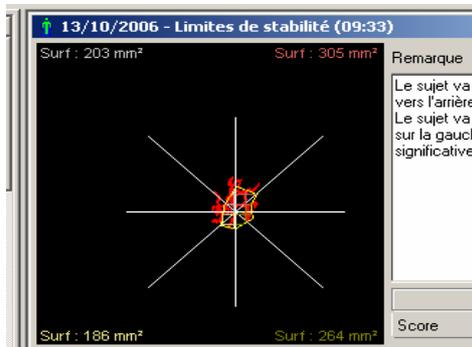 13/10/2006 - Limites de stabilité (09:33)
Surf : 203 mm² Surf : 305 mm²
Remarque
Le sujet va
vers l'arrière
Le sujet va
sur la
significative
Surf : 186 mm² Surf : 264 mm²
Score